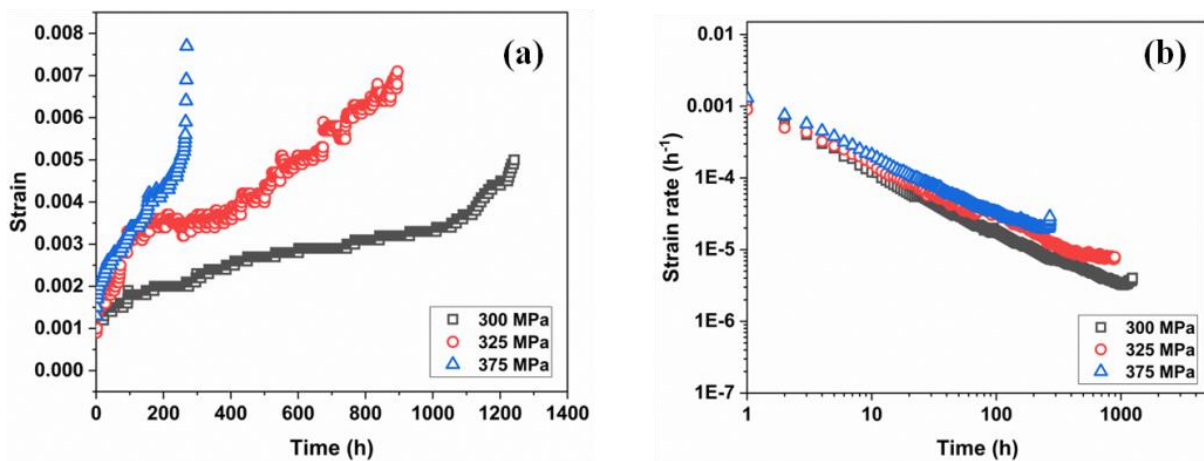 (a)
Strain
0.008
0.007
0.006
0.005
0.004
0.003
0.002
0.001
0.000
0 200 400 600 800 1000 1200 1400
Time (h)
300 MPa
325 MPa
375 MPa
(b)
Strain rate (h-1)
0.01
0.001
1E-4
1E-5
1E-6
1E-7
1 10 100 1000
Time (h)
300 MPa
325 MPa
375 MPa